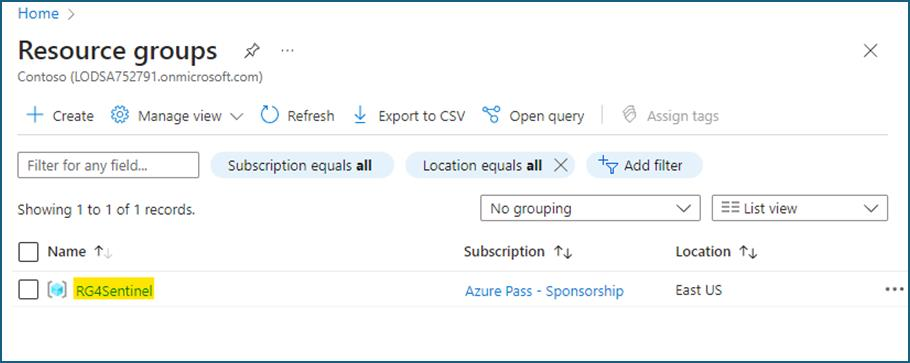 Home
Resource groups
Contoso (LODSA752791.onmicrosoft.com)
Create Manage view Refresh Export to CSV Open query Assign tags
Filter for any field... Subscription equals all Location equals all Add filter
Showing 1 to 1 of 1 records. No grouping List view
Name Subscription Location
RG4Sentinel Azure Pass - Sponsorship East US